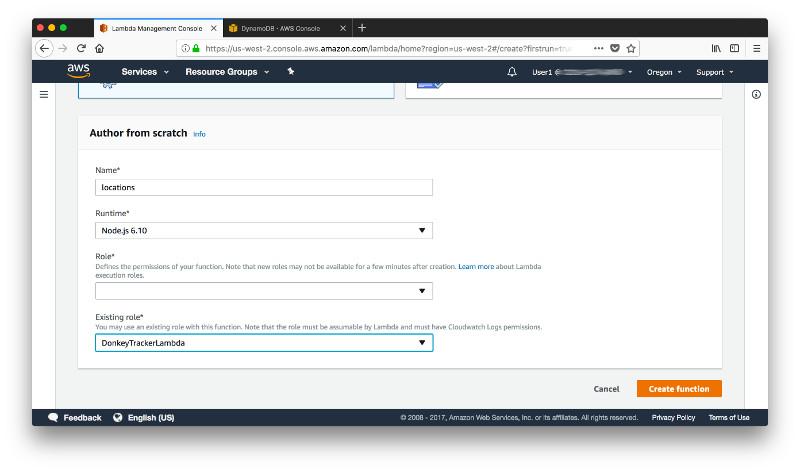 Lambda Management Console
DynamoDB - AWS Console
https://us-west-2.console.aws.amazon.com/lambda/home?region=us-west-2#/create?firstrun=tru
aws Services Resource Groups User1 @ Oregon Support
Author from scratch Info
Name*
locations
Runtime*
Node.js 6.10
Role*
Defines the permissions of your function. Note that new roles may not be available for a few minutes after creation. Learn more about Lambda
execution roles.
Existing role*
You may use an existing role with this function. Note that the role must be assumable by Lambda and must have Cloudwatch Logs permissions.
DonkeyTrackerLambda
Cancel Create function
Feedback English (US) © 2008 - 2017, Amazon Web Services, Inc. or its affiliates. All rights reserved. Privacy Policy Terms of Use